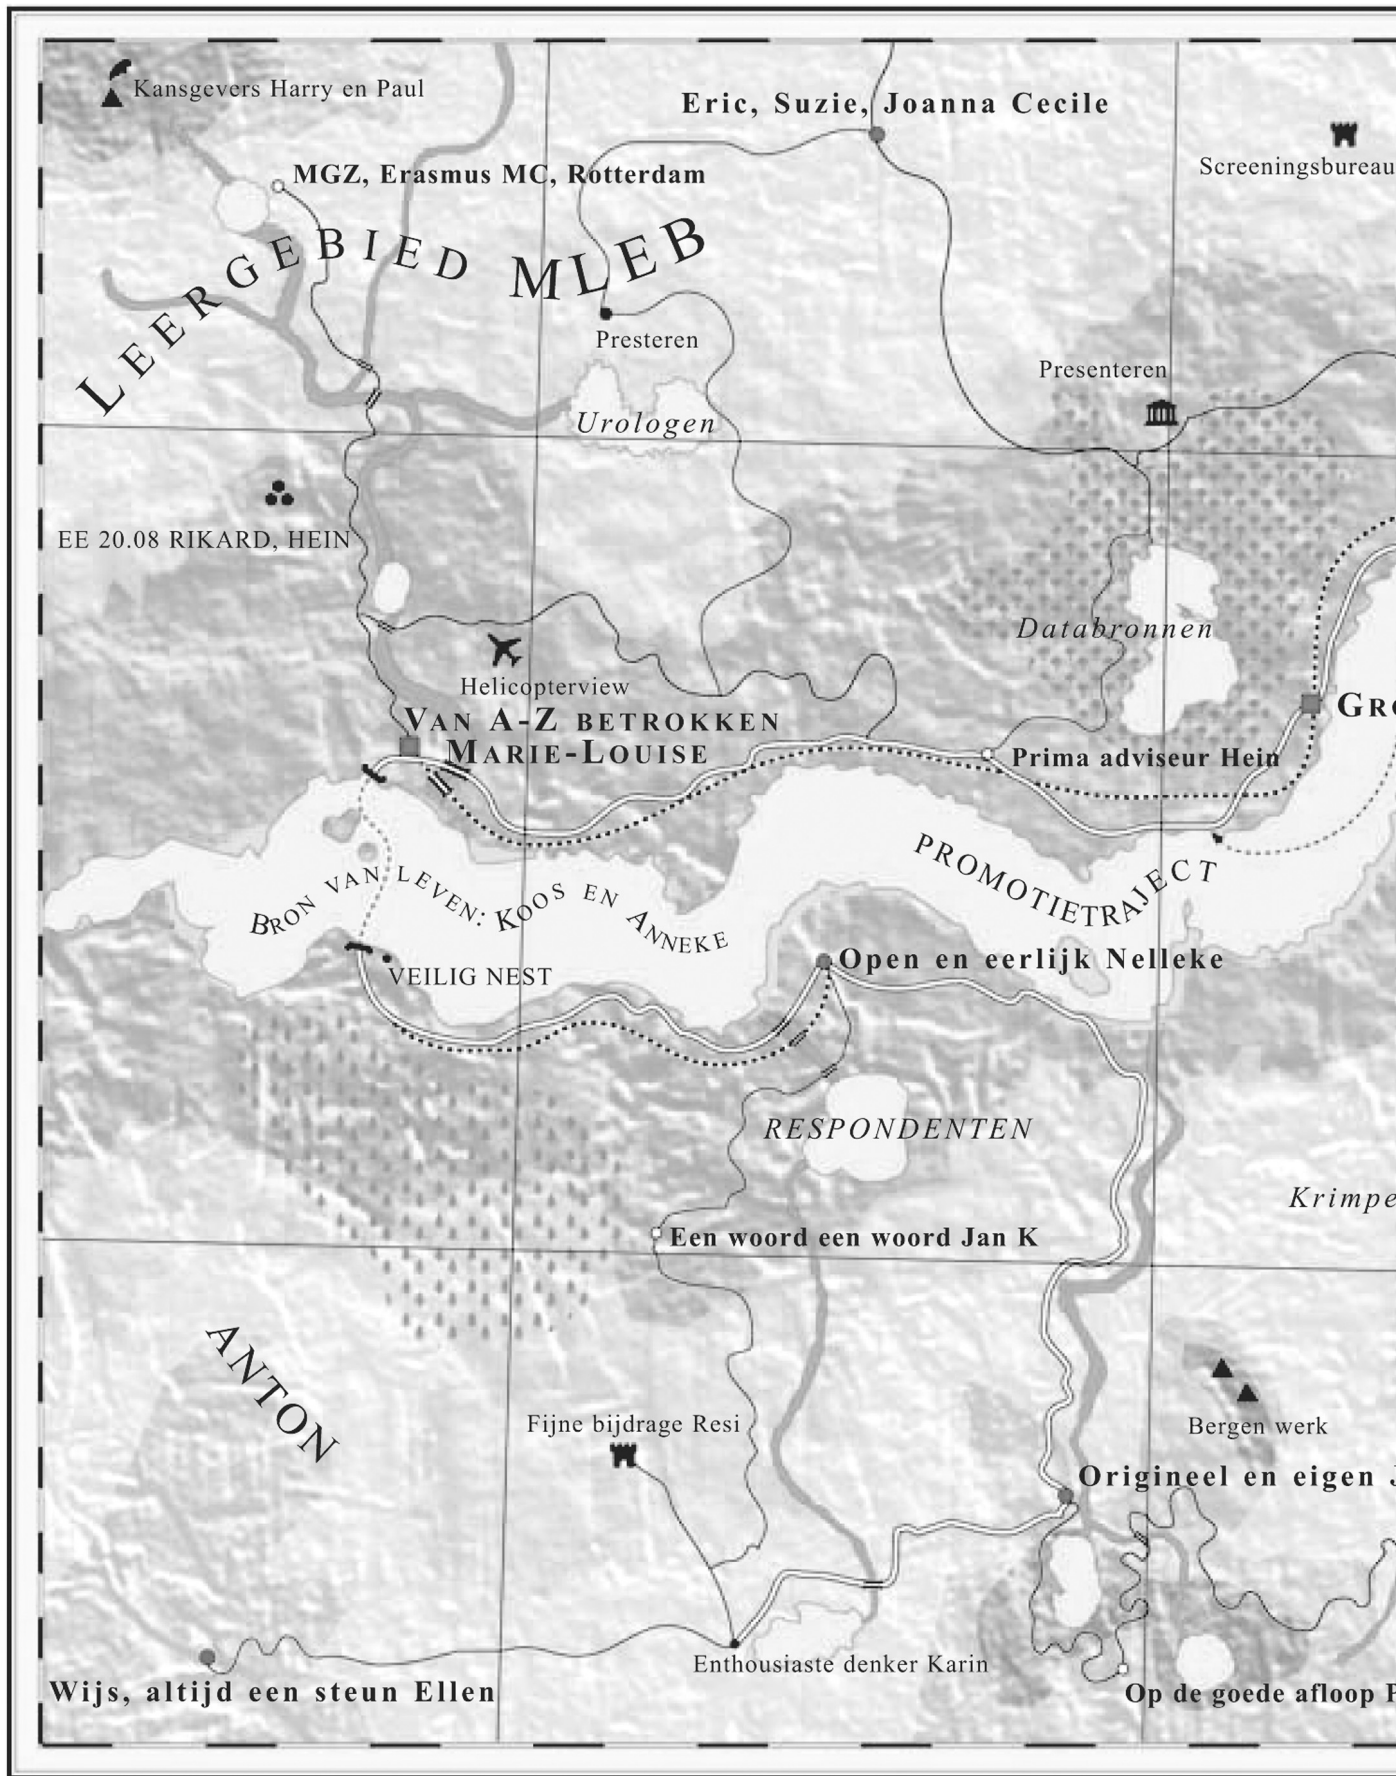 Kansgevers Harry en Paul
Eric, Suzie, Joanna Cecile
Screeningsbureau
MGZ, Erasmus MC, Rotterdam
LEERGEBIED MLEB
Presteren
Presenteren
Urologen
EE 20.08 RIKARD, HEIN
Databronnen
Helicopterview
VAN A-Z BETROKKEN
MARIE-LOUISE
GRO
Prima adviseur Hein
PROMOTIETRAJECT
BRON VAN LEVEN: KOOS EN ANNEKE
Open en eerlijk Nelleke
VEILIG NEST
RESPONDENTEN
Krimpe
Een woord een woord Jan K
ANTON
Fijne bijdrage Resi
Bergen werk
Origineel en eigen J
Enthousiaste denker Karin
Wijs, altijd een steun Ellen
Op de goede afloop